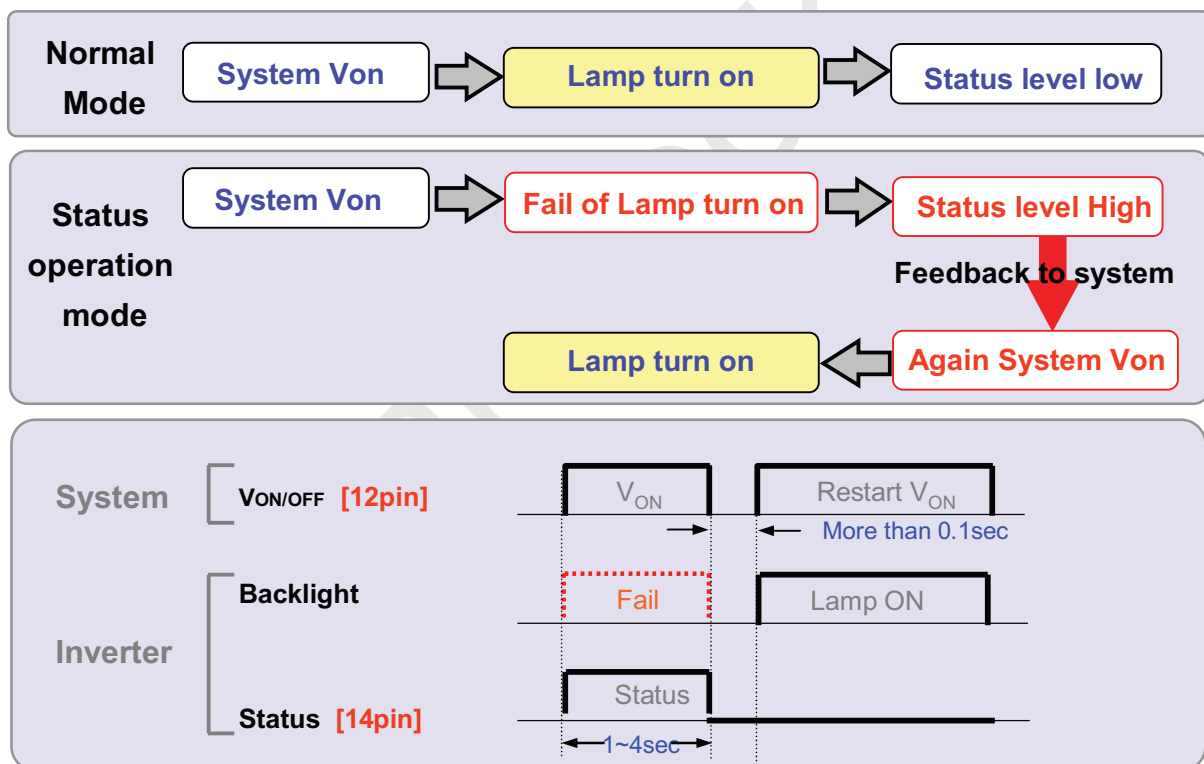 Normal
Mode
System Von
Lamp turn on
Status level low
Status
operation
mode
System Von
Fail of Lamp turn on
Status level High
Feedback to system
Lamp turn on
Again System Von
System
VON/OFF [12pin]
VON
Restart VON
More than 0.1sec
Inverter
Backlight
Fail
Lamp ON
Status [14pin]
Status
1~4sec